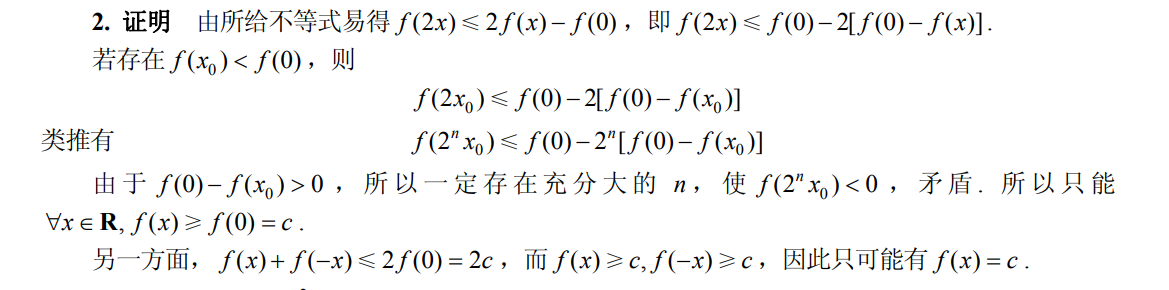 2. 证明 由所给不等式易得 f(2x)⩽2f(x)−f(0)，即 f(2x)⩽f(0)−2[f(0)−f(x)].
若存在 f(x₀)<f(0)，则
f(2x₀)⩽f(0)−2[f(0)−f(x₀)]
类推有 f(2ⁿx₀)⩽f(0)−2ⁿ[f(0)−f(x₀)]
由于 f(0)−f(x₀)>0，所以一定存在充分大的 n，使 f(2ⁿx₀)<0，矛盾. 所以只能
∀x∈R, f(x)⩾f(0)=c.
另一方面，f(x)+f(−x)⩽2f(0)=2c，而 f(x)⩾c, f(−x)⩾c，因此只可能有 f(x)=c.